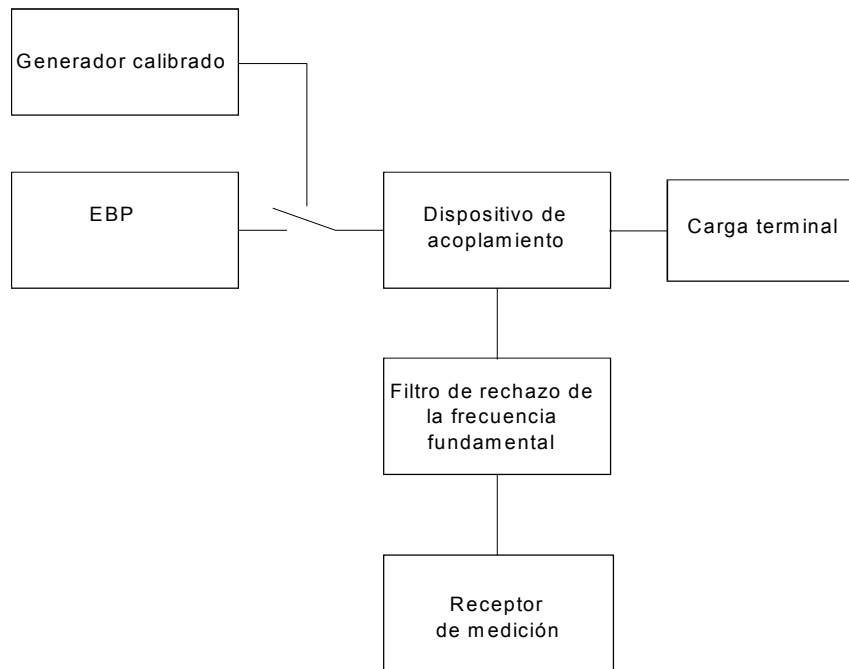 Generador calibrado
EBP
Dispositivo de
acoplamiento
Carga terminal
Filtro de rechazo de
la frecuencia
fundamental
Receptor
de medición